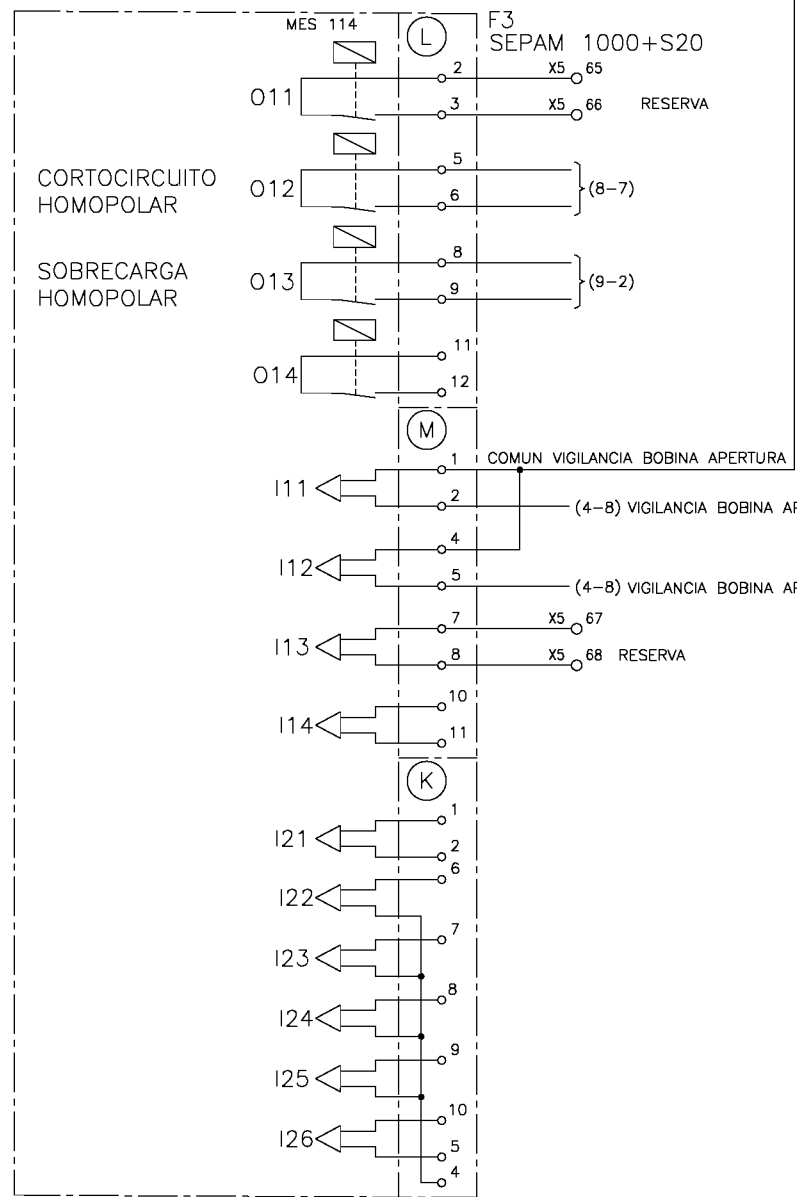 MES 114
L
F3
SEPAM 1000+S20
O11
2
X5 65
3
X5 66 RESERVA
CORTOCIRCUITO
HOMOPOLAR
O12
5
6
(8-7)
SOBRECARGA
HOMOPOLAR
O13
8
9
(9-2)
O14
11
12
M
I11
1
COMUN VIGILANCIA BOBINA APERTURA
2
(4-8) VIGILANCIA BOBINA AP
I12
4
5
(4-8) VIGILANCIA BOBINA AP
I13
7
X5 67
8
X5 68 RESERVA
I14
10
11
K
I21
1
2
I22
6
I23
7
I24
8
I25
9
I26
10
5
4